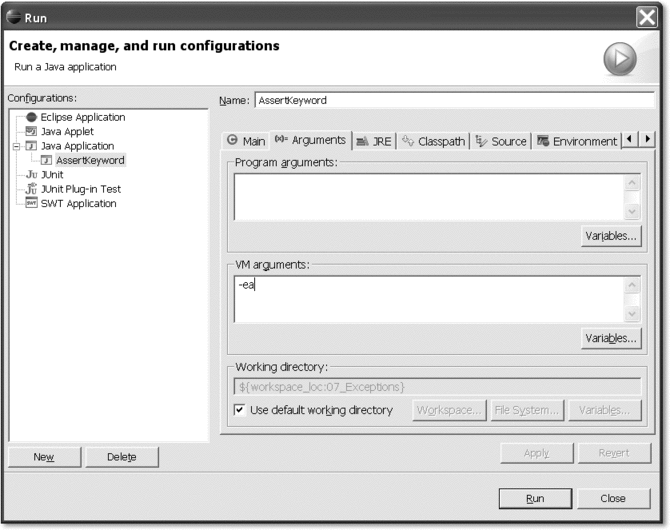 Run
Create, manage, and run configurations
Run a Java application
Configurations:
Eclipse Application
Java Applet
Java Application
AssertKeyword
JUnit
JUnit Plug-in Test
SWT Application
New
Delete
Name: AssertKeyword
Main
(x)= Arguments
JRE
Classpath
Source
Environment
Program arguments:
Variables...
VM arguments:
-ea
Variables...
Working directory:
${workspace_loc:07_Exceptions}
Use default working directory
Workspace...
File System...
Variables...
Apply
Revert
Run
Close